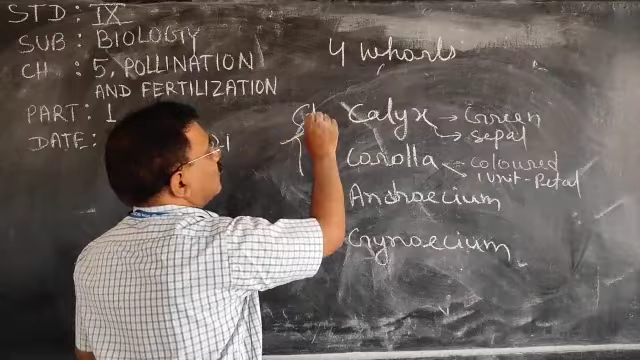 STD : IX
SUB : BIOLOGY
CH : 5, POLLINATION
AND FERTILIZATION
PART : 1
DATE : 21
4 whorls
Calyx → Green
→ sepal
Corolla coloured
1 unit - Petal
Androecium
Gynoecium